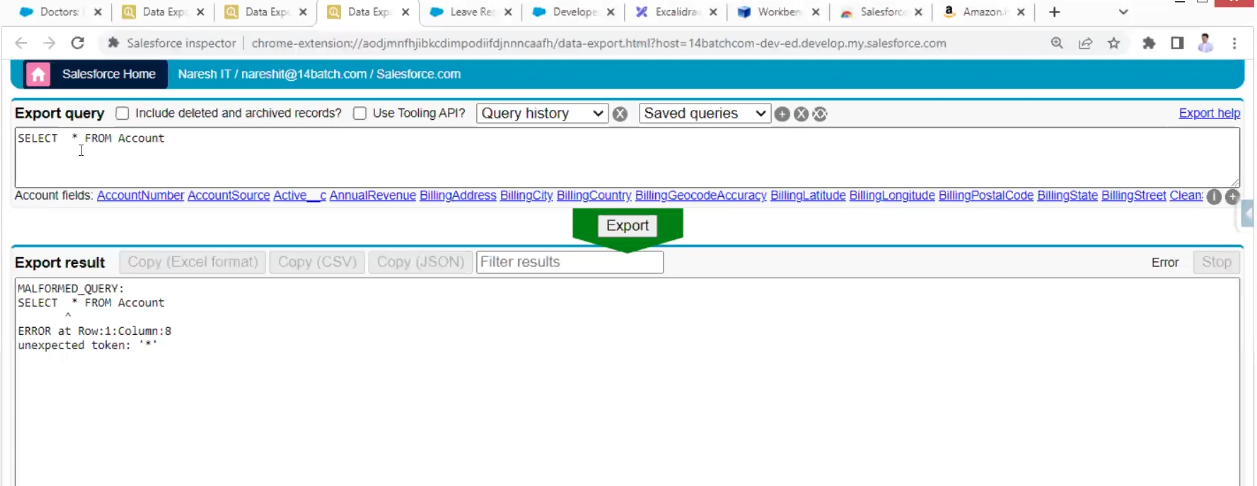 Doctors: Data Expo Data Expo Data Expo Leave Re Develope Excalidra Workben Salesforc Amazon.i
Salesforce inspector chrome-extension://aodjmnfhjibkcdimpodiifdjnnncaafh/data-export.html?host=14batchcom-dev-ed.develop.my.salesforce.com
Salesforce Home Naresh IT / nareshit@14batch.com / Salesforce.com
Export query Include deleted and archived records? Use Tooling API? Query history X Saved queries + X Export help
SELECT * FROM Account
Account fields: AccountNumber AccountSource Active__c AnnualRevenue BillingAddress BillingCity BillingCountry BillingGeocodeAccuracy BillingLatitude BillingLongitude BillingPostalCode BillingState BillingStreet Clean i +
Export
Export result Copy (Excel format) Copy (CSV) Copy (JSON) Filter results Error Stop
MALFORMED_QUERY:
SELECT * FROM Account
^
ERROR at Row:1:Column:8
unexpected token: '*'